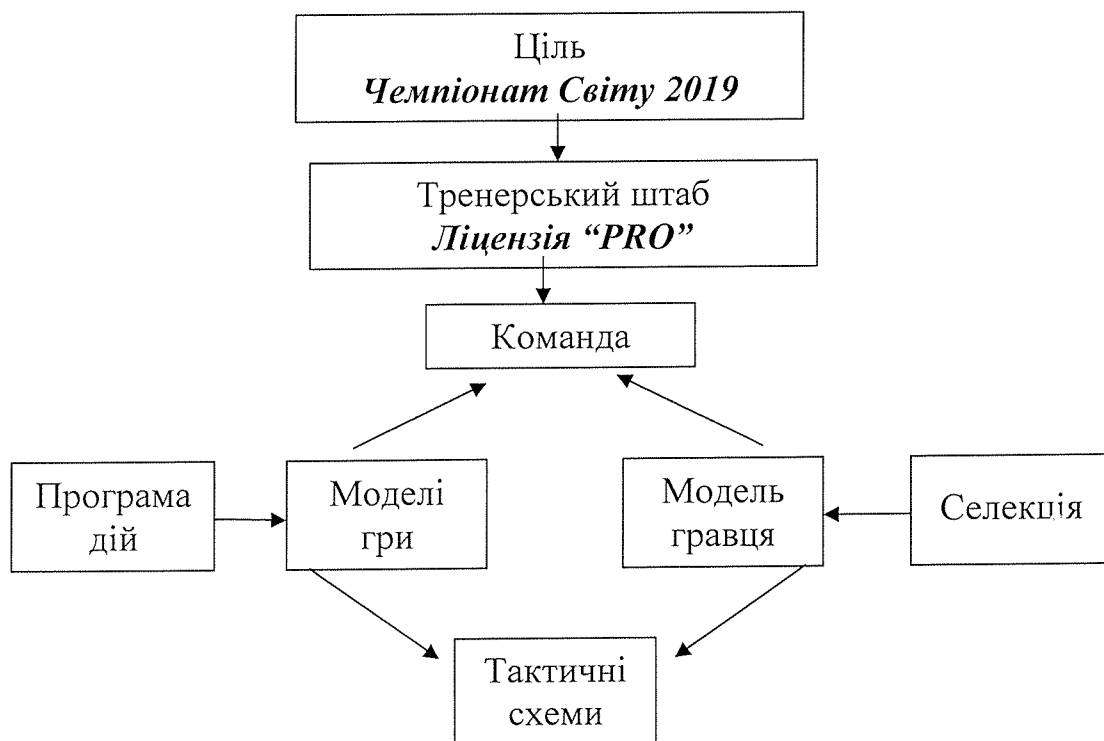 Ціль
Чемпіонат Світу 2019
Тренерський штаб
Ліцензія “PRO”
Команда
Програма
дій
Моделі
гри
Модель
гравця
Селекція
Тактичні
схеми